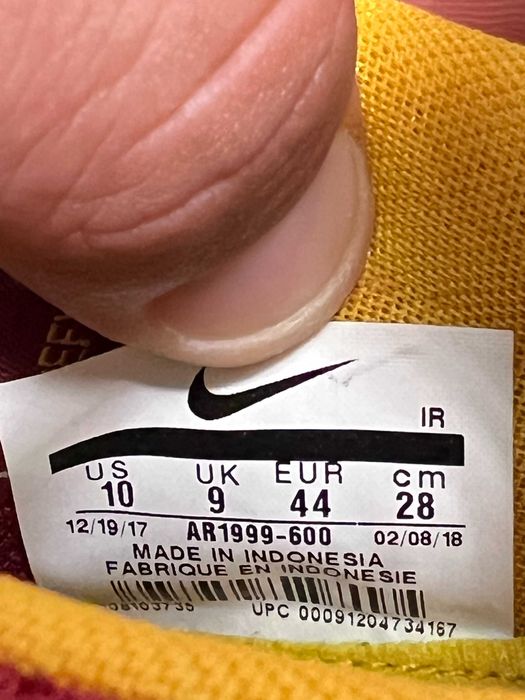 IR
US UK EUR cm
10 9 44 28
12/19/17 AR1999-600 02/08/18
MADE IN INDONESIA
FABRIQUE EN INDONESIE
UPC 00091204734167